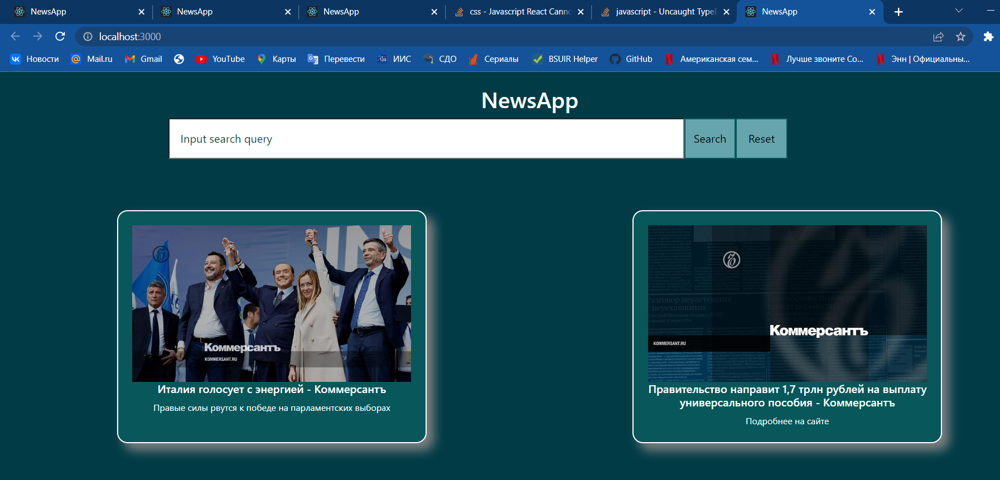 NewsApp
NewsApp
NewsApp
css - Javascript React Canno
javascript - Uncaught TypeE
NewsApp
localhost:3000
Новости
Mail.ru
Gmail
YouTube
Карты
Перевести
ИИС
СДО
Сериалы
BSUIR Helper
GitHub
Американская сем...
Лучше звоните Со...
Энн | Официальны...
NewsApp
Input search query
Search
Reset
Коммерсантъ
KOMMERSANT.RU
Италия голосует с энергией - Коммерсантъ
Правые силы рвутся к победе на парламентских выборах
Разговор неулетевших
с неуехавшими
Коммерсантъ
KOMMERSANT.RU
Правительство направит 1,7 трлн рублей на выплату
универсального пособия - Коммерсантъ
Подробнее на сайте